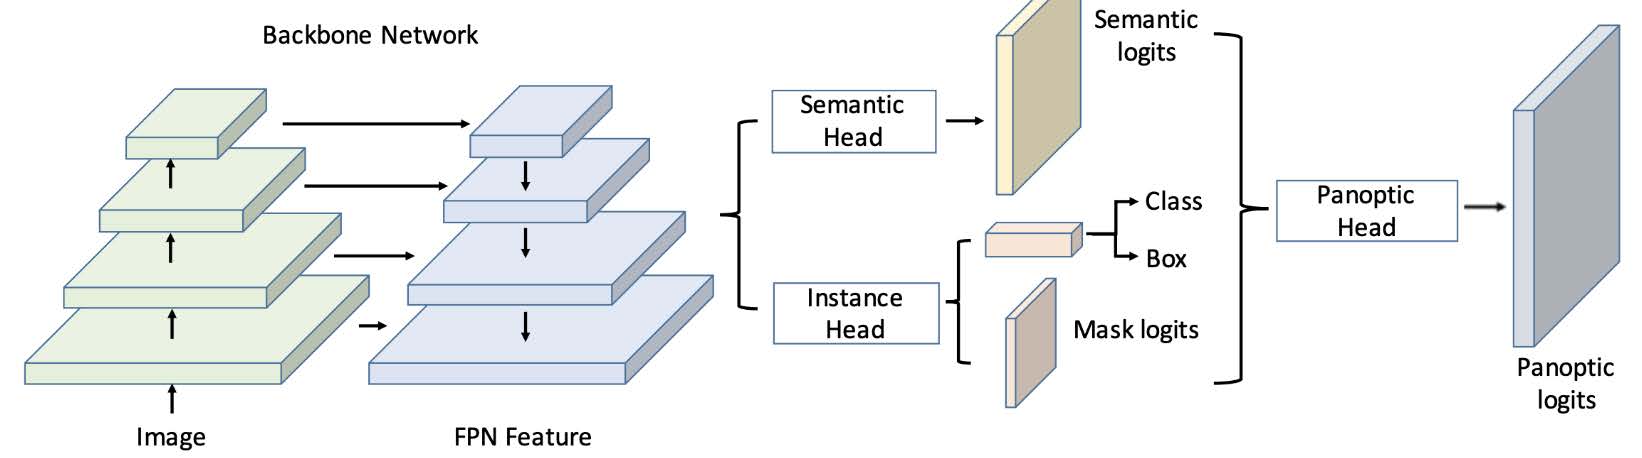 Backbone Network
Image
FPN Feature
Semantic
Head
Instance
Head
Semantic
logits
Class
Box
Mask logits
Panoptic
Head
Panoptic
logits